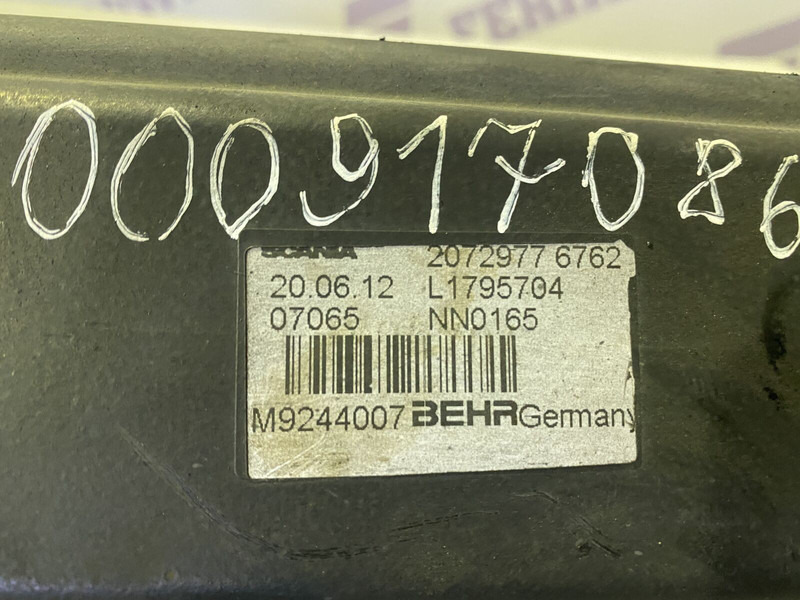 000917086
SCANIA 2072977 6762
20.06.12 L1795704
07065 NN0165
M9244007 BEHR Germany